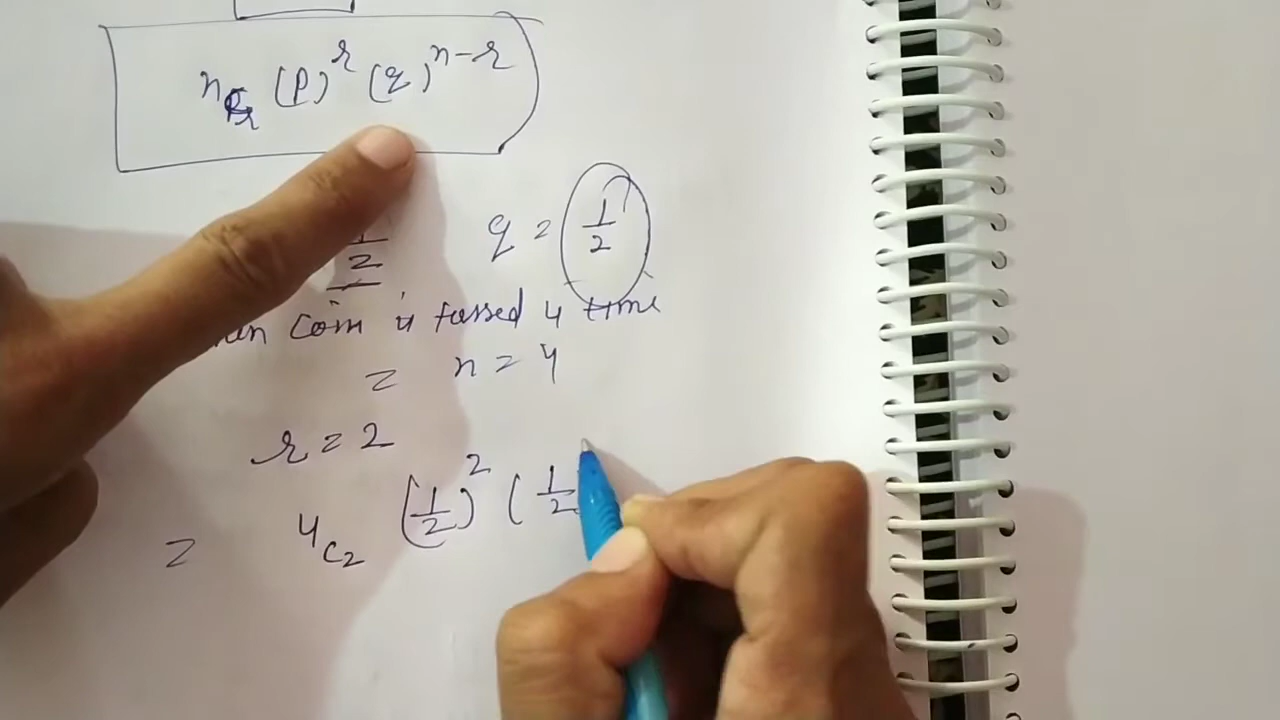 nCr (p)^r (q)^n-r
1/2 q = 1/2
Coin is tossed 4 time
= n = 4
r = 2
= 4C2 (1/2)^2 (1/2